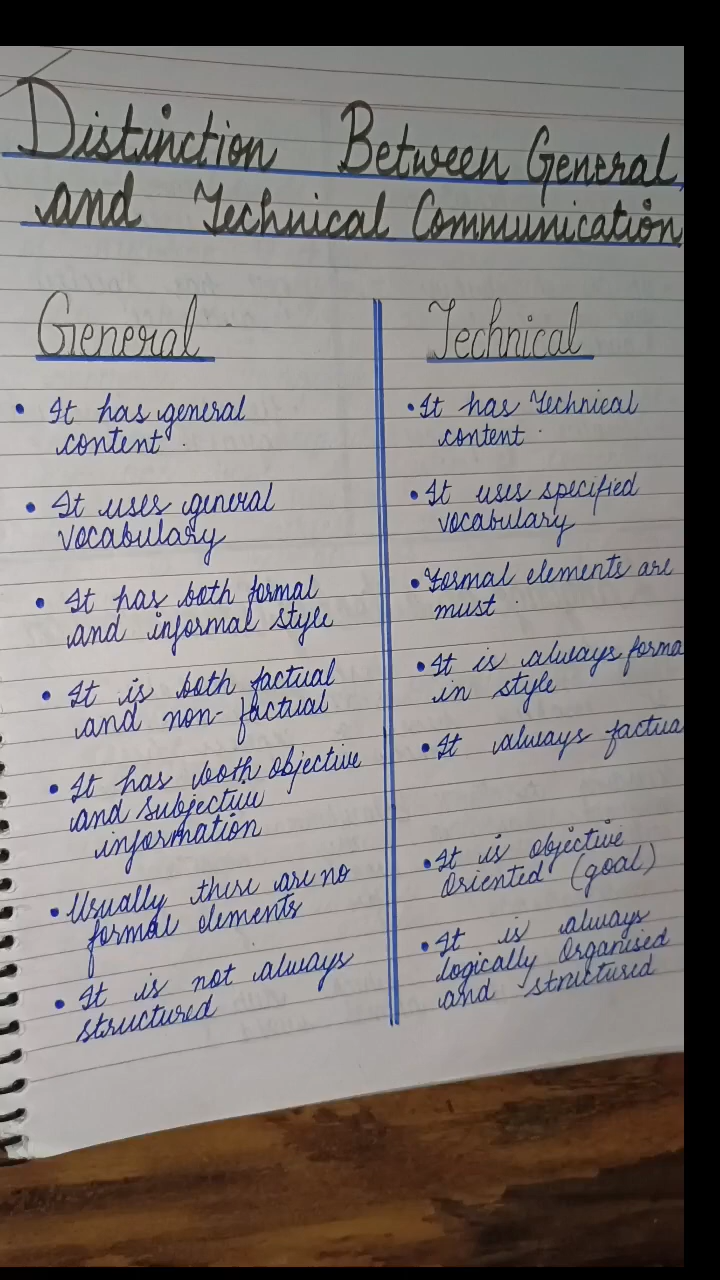 Distinction Between General
and Technical Communication
General
• It has general
content.
• It uses general
vocabulary
• It has both formal
and informal style
• It is both factual
and non-factual
• It has both objective
and subjective
information
• Usually there are no
formal elements
• It is not always
structured
Technical
• It has Technical
content.
• It uses specified
vocabulary
• Formal elements are
must.
• It is always forma
in style
• It always factua
• It is objective
Oriented (goal)
• It is always
logically Organised
and structured